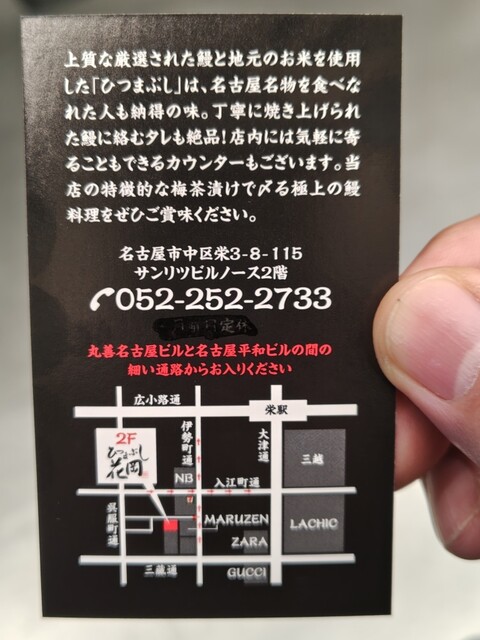 上質な厳選された鰻と地元のお米を使用
した「ひつまぶし」は、名古屋名物を食べな
れた人も納得の味。丁寧に焼き上げられ
た鰻に絡むタレも絶品！店内には気軽に寄
ることもできるカウンターもございます。当
店の特徴的な梅茶漬けで〆る極上の鰻
料理をぜひご賞味ください。
名古屋市中区栄3-8-115
サンリツビルノース2階
052-252-2733
定休
丸善名古屋ビルと名古屋平和ビルの間の
細い通路からお入りください
広小路通
栄駅
2F
ひつまぶし
花岡
伊勢町通
大津通
三越
NB
入江町通
呉服町通
MARUZEN
LACHIC
ZARA
三蔵通
GUCCI